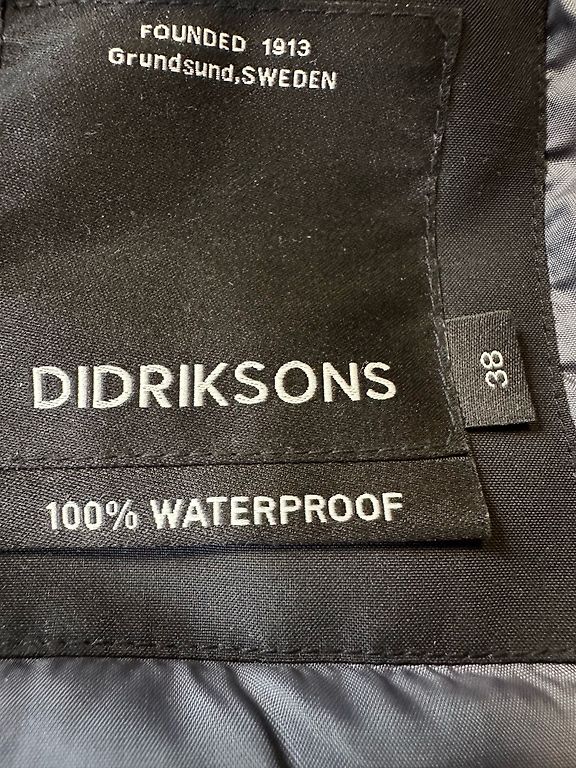 FOUNDED 1913
Grundsund,SWEDEN
DIDRIKSONS
38
100% WATERPROOF